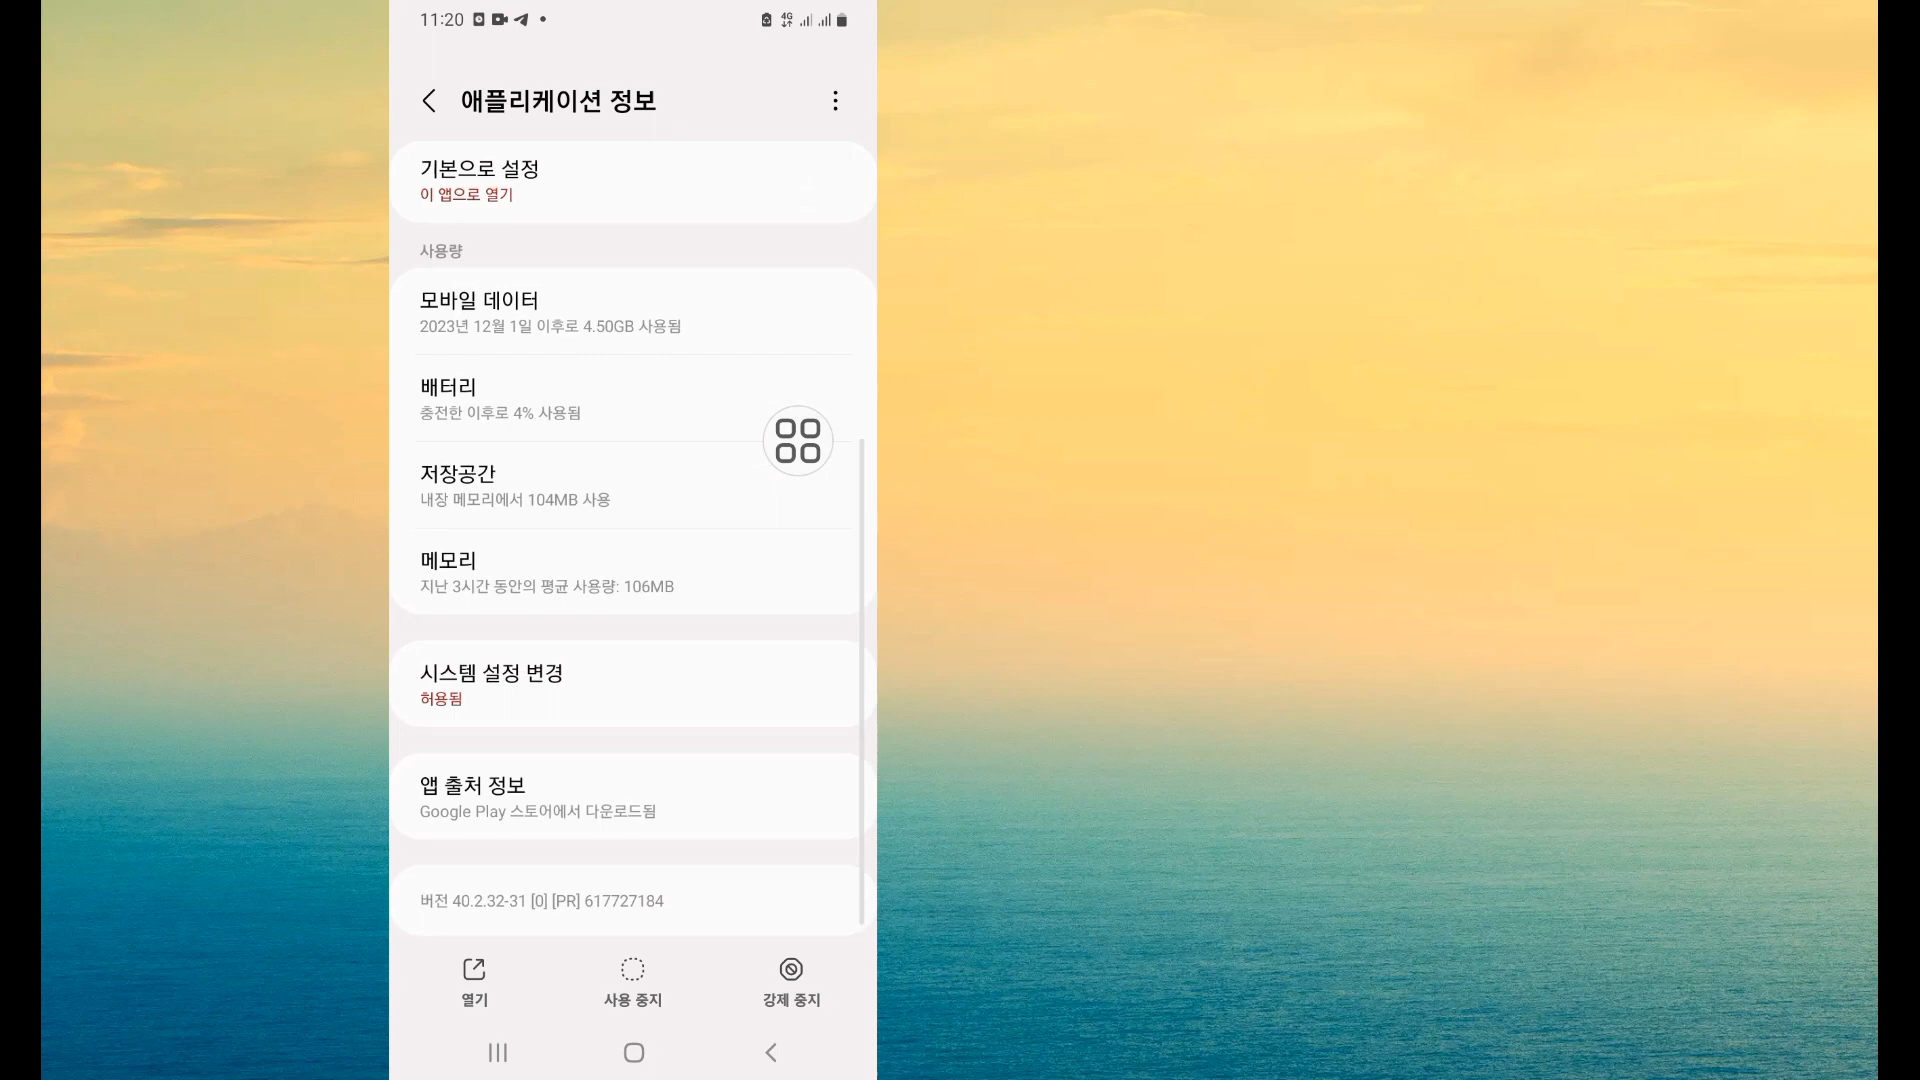 11:20
4G
애플리케이션 정보
기본으로 설정
이 앱으로 열기
사용량
모바일 데이터
2023년 12월 1일 이후로 4.50GB 사용됨
배터리
충전한 이후로 4% 사용됨
저장공간
내장 메모리에서 104MB 사용
메모리
지난 3시간 동안의 평균 사용량: 106MB
시스템 설정 변경
허용됨
앱 출처 정보
Google Play 스토어에서 다운로드됨
버전 40.2.32-31 [0] [PR] 617727184
열기
사용 중지
강제 중지